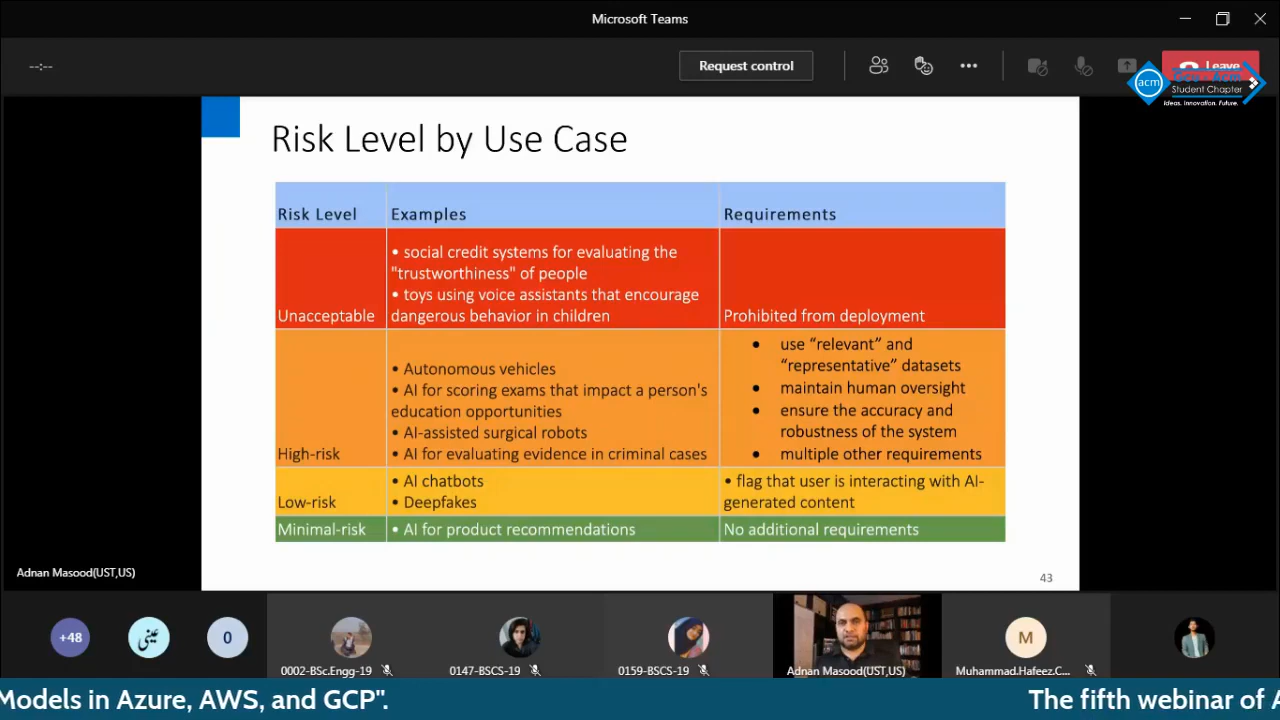 Microsoft Teams
--:--
Request control
Leave
acm
GCU - Acm
Student Chapter
Ideas. Innovation. Future.
Risk Level by Use Case
Risk Level
Examples
Requirements
Unacceptable
• social credit systems for evaluating the
"trustworthiness" of people
• toys using voice assistants that encourage
dangerous behavior in children
Prohibited from deployment
High-risk
• Autonomous vehicles
• AI for scoring exams that impact a person's
education opportunities
• AI-assisted surgical robots
• AI for evaluating evidence in criminal cases
• use “relevant” and
“representative” datasets
• maintain human oversight
• ensure the accuracy and
robustness of the system
• multiple other requirements
Low-risk
• AI chatbots
• Deepfakes
• flag that user is interacting with AI-
generated content
Minimal-risk
• AI for product recommendations
No additional requirements
43
Adnan Masood(UST,US)
+48
عینی
0
0002-BSc.Engg-19
0147-BSCS-19
0159-BSCS-19
Adnan Masood(UST,US)
M
Muhammad.Hafeez.C...
Models in Azure, AWS, and GCP".
The fifth webinar of A